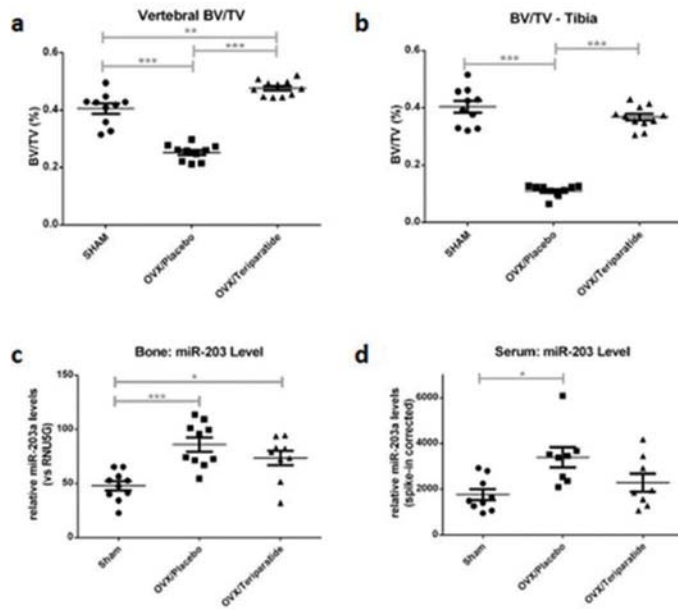 a
Vertebral BV/TV
**
***
***
BV/TV (%)
0.6
0.4
0.2
0.0
SHAM
OVX/Placebo
OVX/Teriparatide
b
BV/TV - Tibia
***
***
BV/TV (%)
0.6
0.4
0.2
0.0
SHAM
OVX/Placebo
OVX/Teriparatide
c
Bone: miR-203 Level
*
***
relative miR-203a levels
(vs RNU5G)
150
100
50
0
Sham
OVX/Placebo
OVX/Teriparatide
d
Serum: miR-203 Level
*
relative miR-203a levels
(spike-in corrected)
6000
4000
2000
0
Sham
OVX/Placebo
OVX/Teriparatide